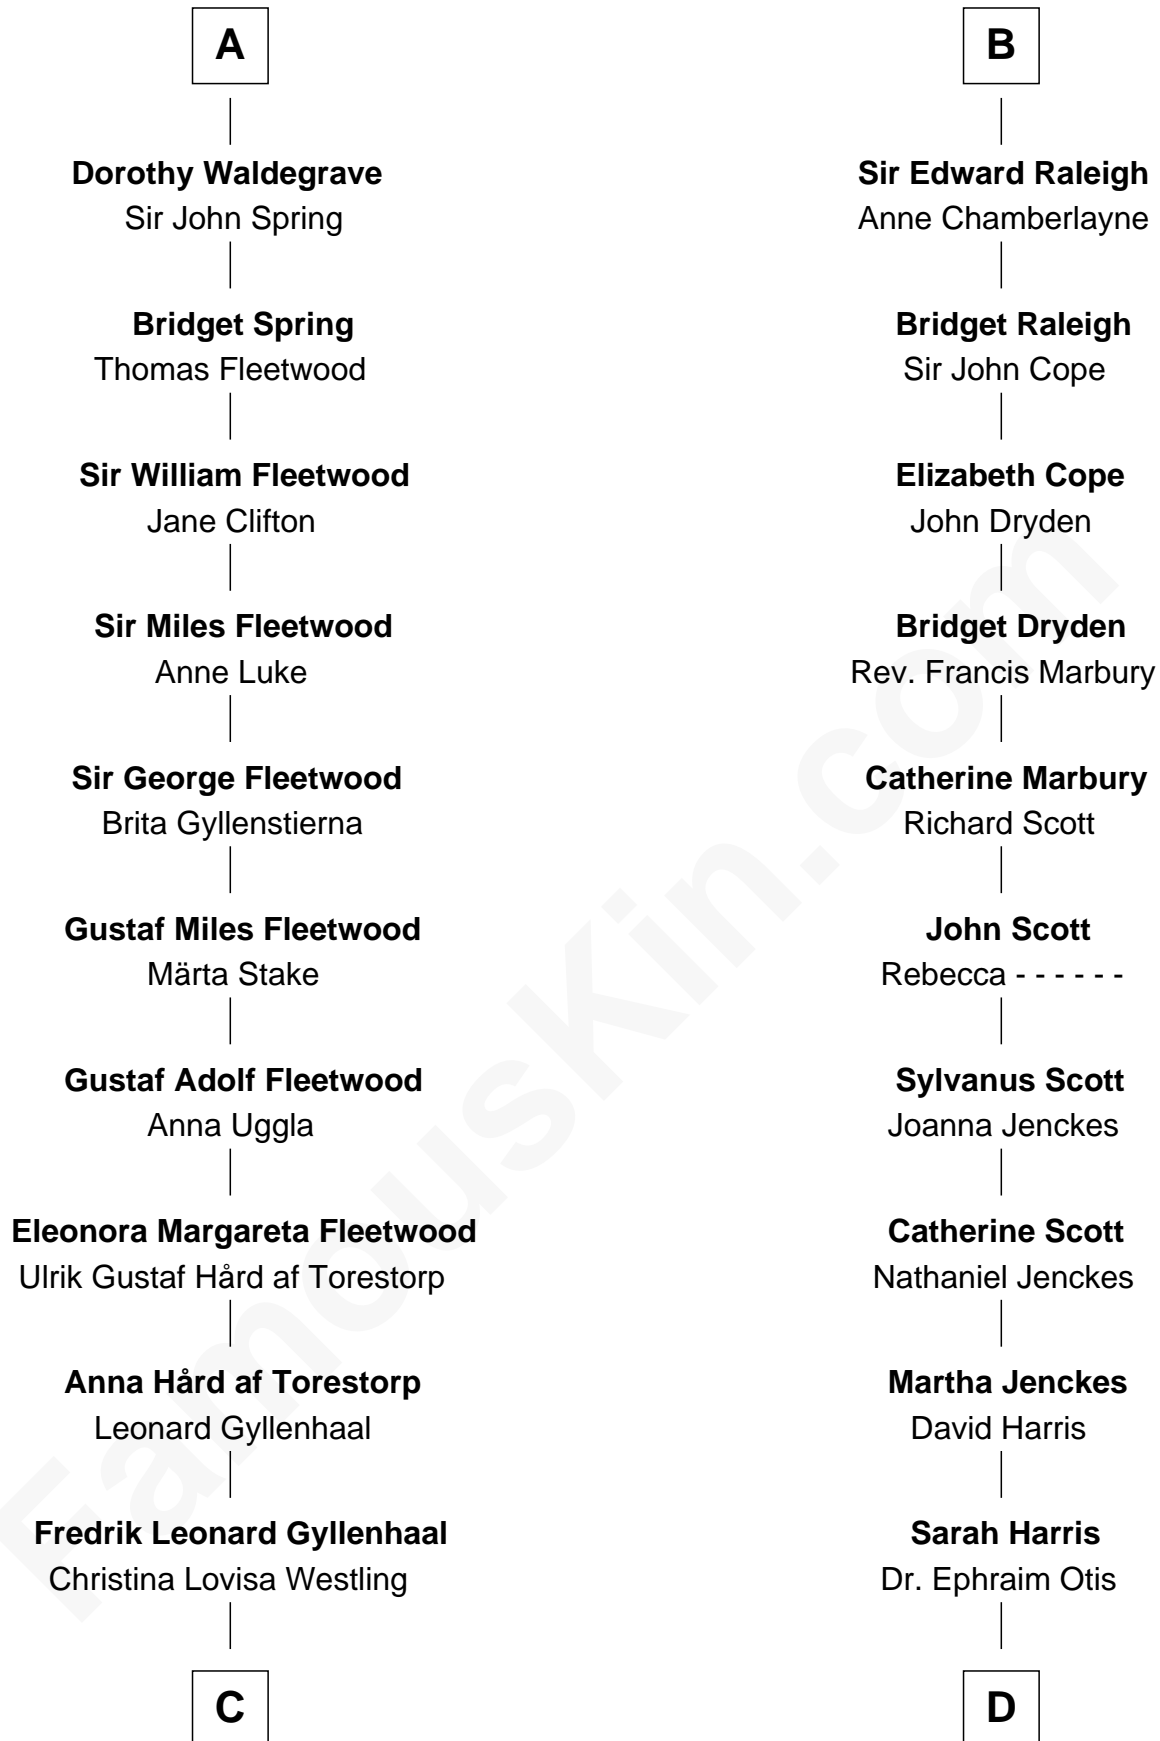 A
Dorothy Waldegrave
Sir John Spring
Bridget Spring
Thomas Fleetwood
Sir William Fleetwood
Jane Clifton
Sir Miles Fleetwood
Anne Luke
Sir George Fleetwood
Brita Gyllenstierna
Gustaf Miles Fleetwood
Märta Stake
Gustaf Adolf Fleetwood
Anna Uggla
Eleonora Margareta Fleetwood
Ulrik Gustaf Hård af Torestorp
Anna Hård af Torestorp
Leonard Gyllenhaal
Fredrik Leonard Gyllenhaal
Christina Lovisa Westling
C
B
Sir Edward Raleigh
Anne Chamberlayne
Bridget Raleigh
Sir John Cope
Elizabeth Cope
John Dryden
Bridget Dryden
Rev. Francis Marbury
Catherine Marbury
Richard Scott
John Scott
Rebecca - - - - - -
Sylvanus Scott
Joanna Jenckes
Catherine Scott
Nathaniel Jenckes
Martha Jenckes
David Harris
Sarah Harris
Dr. Ephraim Otis
D
FamousKin.com